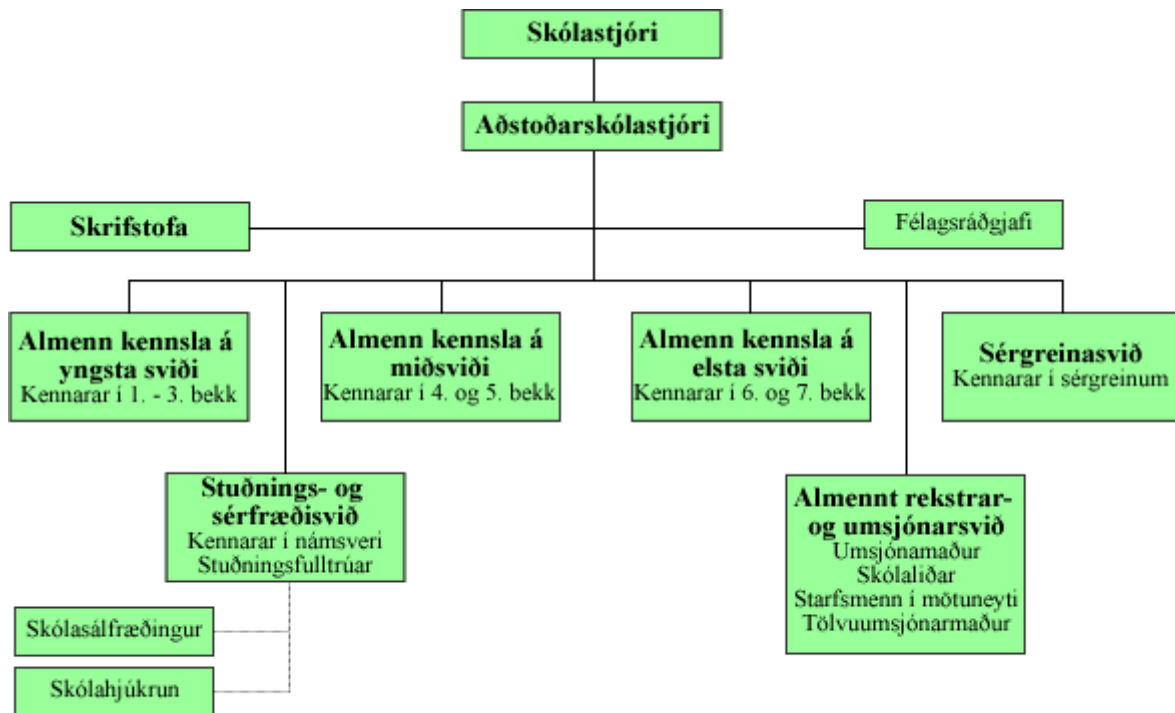 Skólastjóri
Aðstoðarskólastjóri
Skrifstofa
Félagsráðgjafi
Almenn kennsla á
yngsta sviði
Kennarar í 1. - 3. bekk
Almenn kennsla á
miðsviði
Kennarar í 4. og 5. bekk
Almenn kennsla á
elsta sviði
Kennarar í 6. og 7. bekk
Sérgreinasvið
Kennarar í sérgreinum
Stuðnings- og
sérfræðisvið
Kennarar í námsveri
Stuðningsfulltrúar
Almennt rekstrar-
og umsjónarsvið
Umsjónamaður
Skólaliðar
Starfsmenn í mötuneyti
Tölvuumsjónarmaður
Skólasálfræðingur
Skólahjúkrun